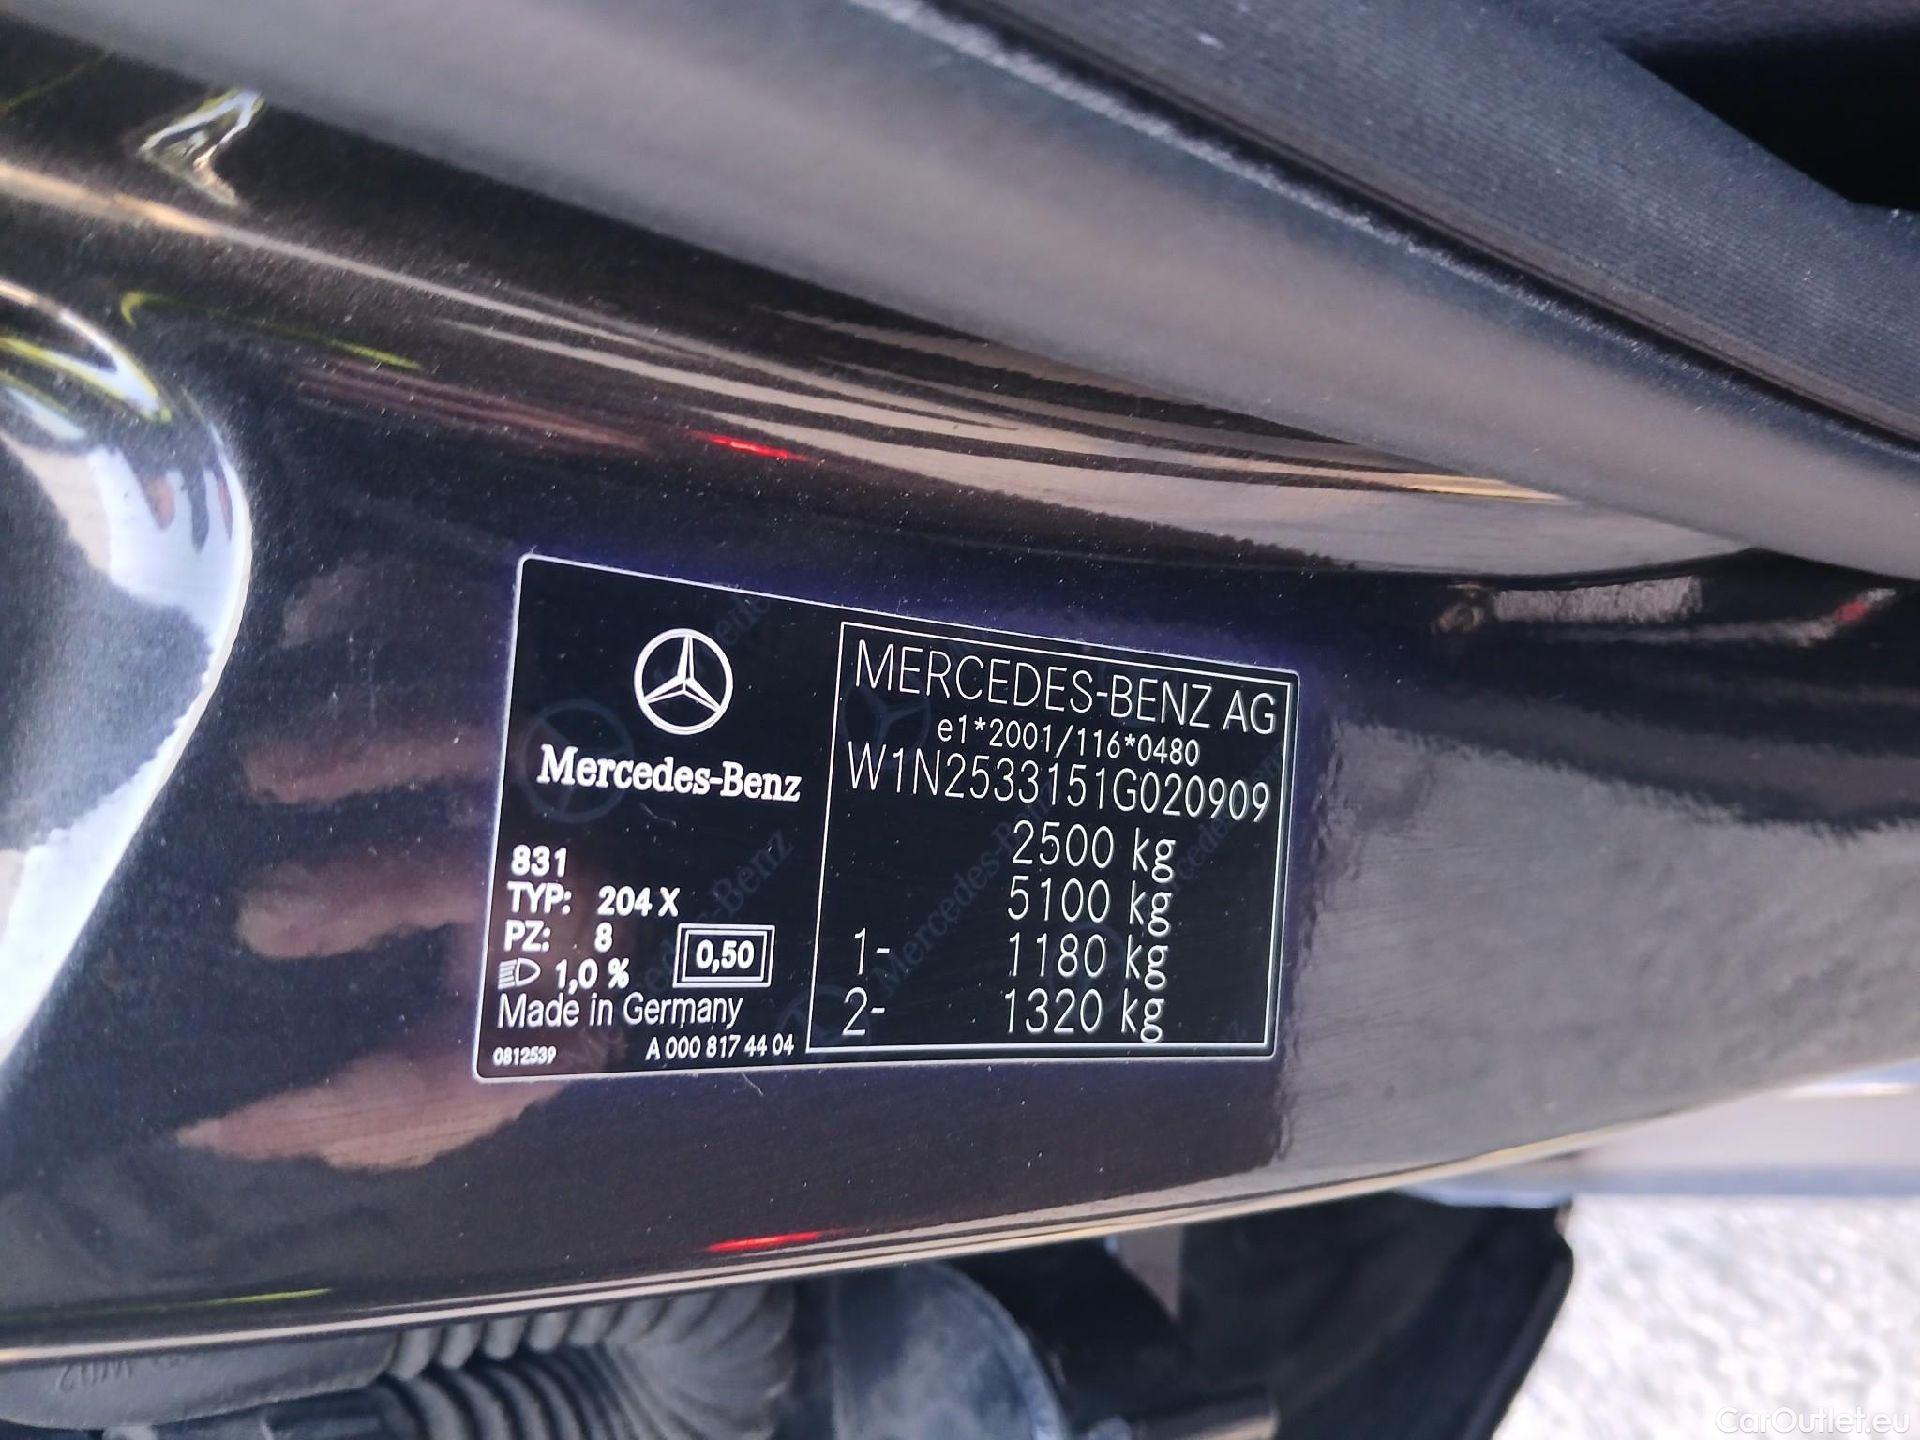 Mercedes-Benz
831
TYP: 204 X
PZ: 8
1,0 %
0,50
Made in Germany
0812539
A 000 817 44 04
MERCEDES-BENZ AG
e1*2001/116*0480
W1N2533151G020909
2500 kg
5100 kg
1- 1180 kg
2- 1320 kg
CarOutlet.eu